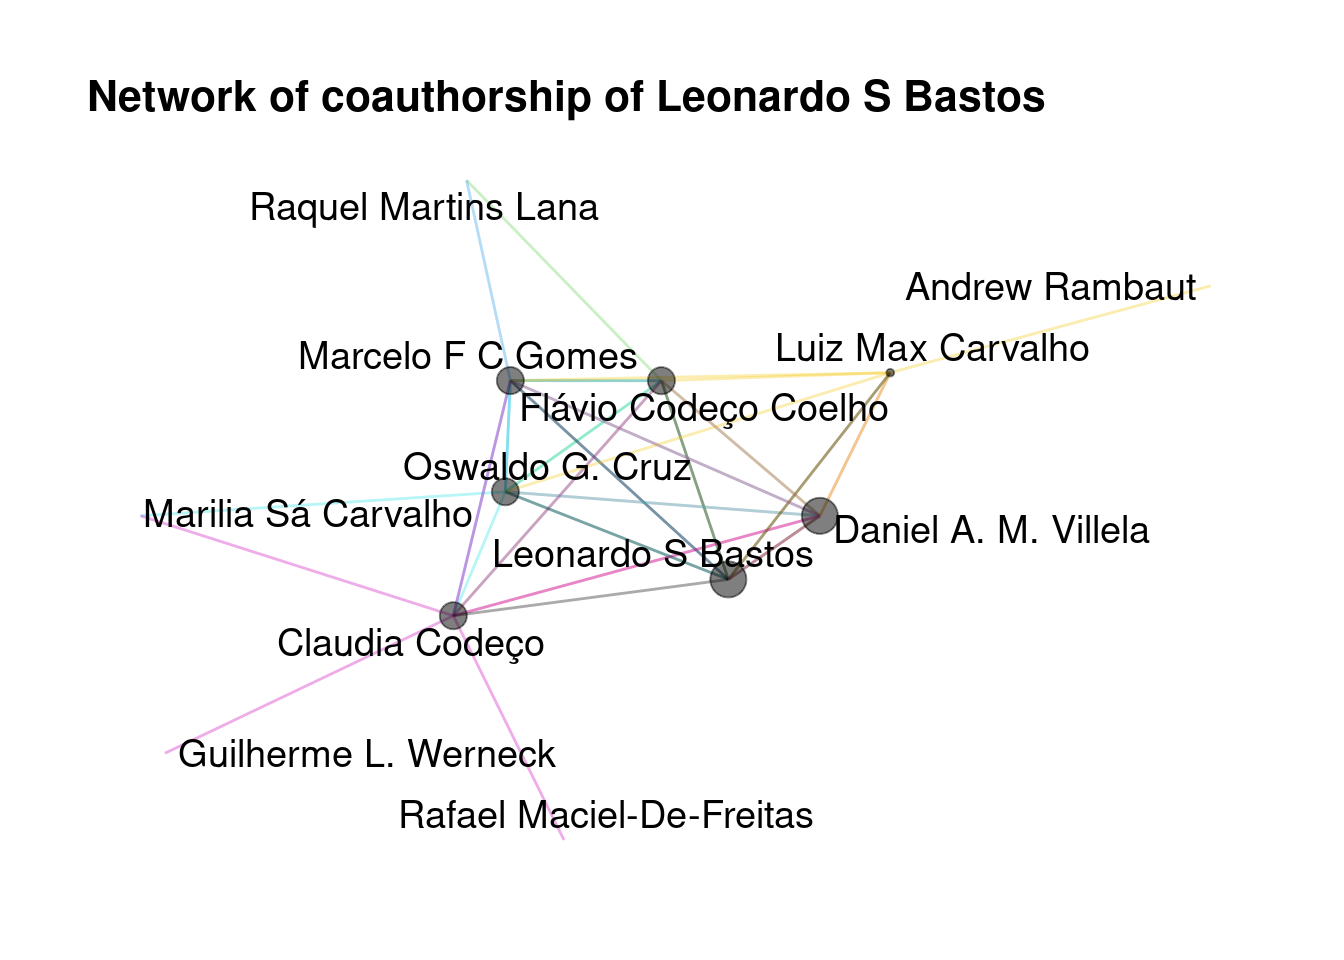 Network of coauthorship of Leonardo S Bastos
Raquel Martins Lana
Andrew Rambaut
Luiz Max Carvalho
Marcelo F C Gomes
Flávio Codeço Coelho
Oswaldo G. Cruz
Marilia Sá Carvalho
Daniel A. M. Villela
Leonardo S Bastos
Claudia Codeço
Guilherme L. Werneck
Rafael Maciel-De-Freitas